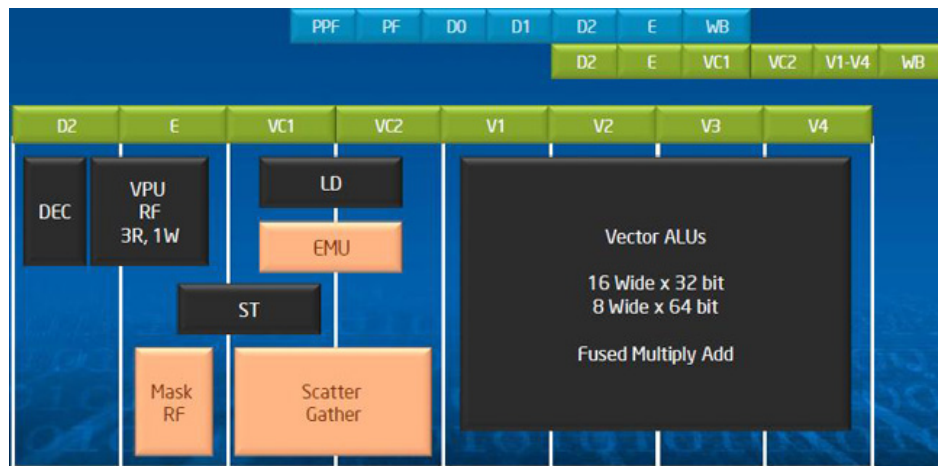 PPF PF D0 D1 D2 E WB
D2 E VC1 VC2 V1-V4 WB
D2 E VC1 VC2 V1 V2 V3 V4
DEC
VPU
RF
3R, 1W
LD
EMU
ST
Mask
RF
Scatter
Gather
Vector ALUs
16 Wide x 32 bit
8 Wide x 64 bit
Fused Multiply Add